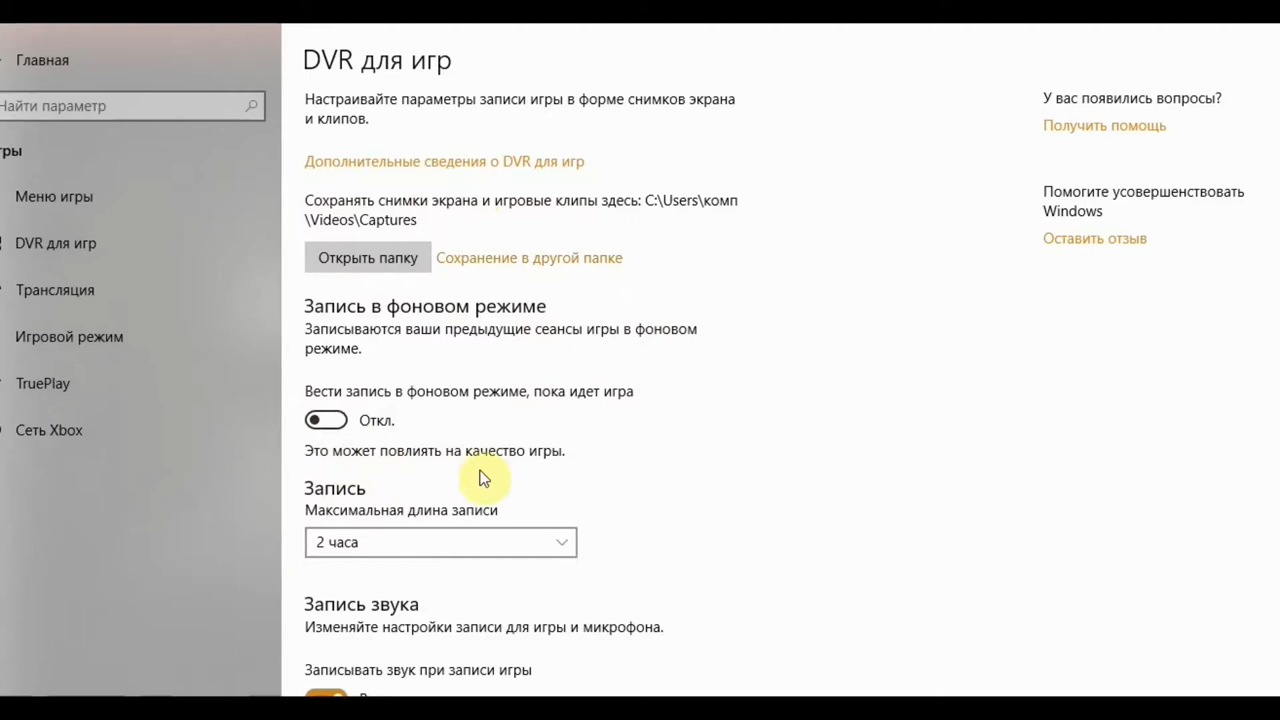 Главная
Найти параметр
гры
Меню игры
DVR для игр
Трансляция
Игровой режим
TruePlay
Сеть Xbox
DVR для игр
Настраивайте параметры записи игры в форме снимков экрана
и клипов.
Дополнительные сведения о DVR для игр
Сохранять снимки экрана и игровые клипы здесь: C:\Users\комп
\Videos\Captures
Открыть папку
Сохранение в другой папке
Запись в фоновом режиме
Записываются ваши предыдущие сеансы игры в фоновом
режиме.
Вести запись в фоновом режиме, пока идет игра
Откл.
Это может повлиять на качество игры.
Запись
Максимальная длина записи
2 часа
Запись звука
Изменяйте настройки записи для игры и микрофона.
Записывать звук при записи игры
У вас появились вопросы?
Получить помощь
Помогите усовершенствовать
Windows
Оставить отзыв